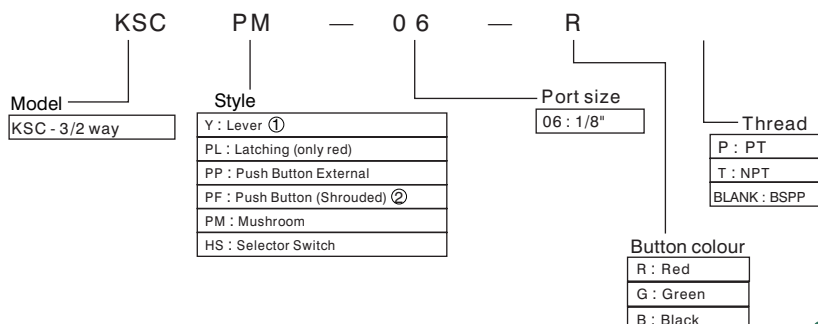 KSC PM — 06 — R
Model
KSC - 3/2 way
Style
Y : Lever ①
PL : Latching (only red)
PP : Push Button External
PF : Push Button (Shrouded) ②
PM : Mushroom
HS : Selector Switch
Port size
06 : 1/8"
Thread
P : PT
T : NPT
BLANK : BSPP
Button colour
R : Red
G : Green
B : Black